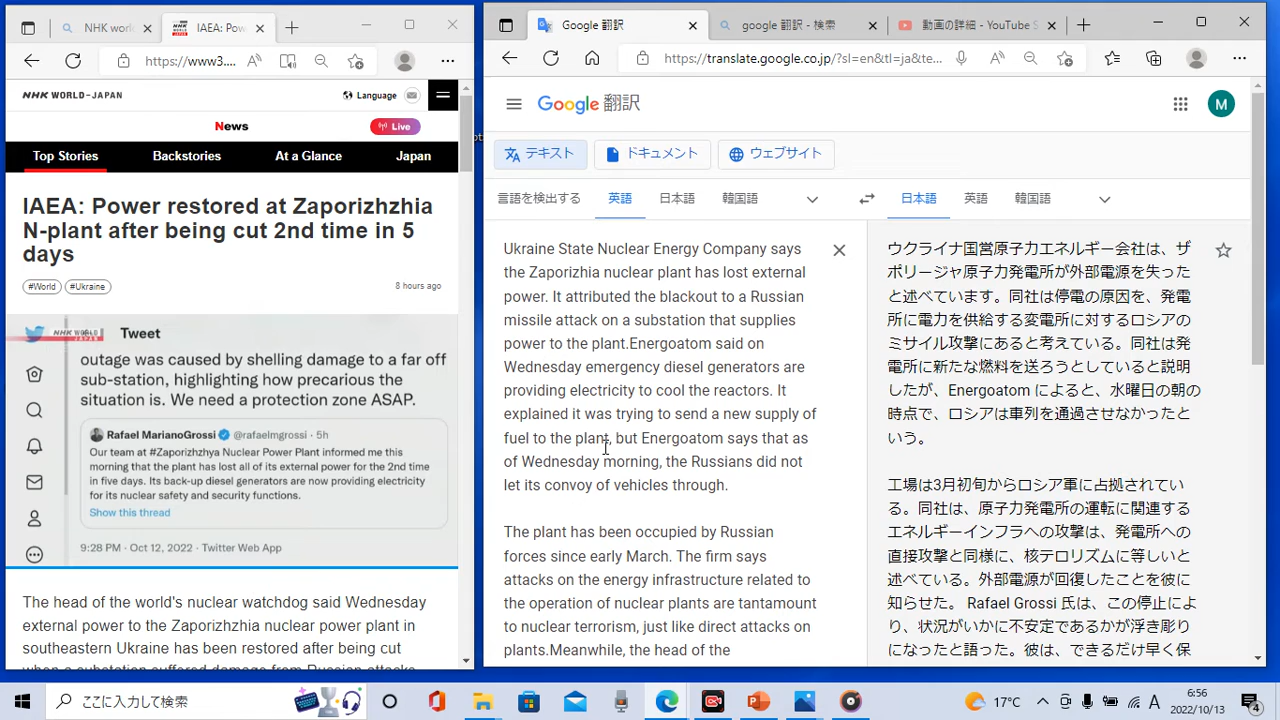 NHK worl
IAEA: Pow
https://www3....
NHK WORLD-JAPAN
Language
News
Live
Top Stories
Backstories
At a Glance
Japan
IAEA: Power restored at Zaporizhzhia
N-plant after being cut 2nd time in 5
days
#World
#Ukraine
8 hours ago
NHK WORLD
JAPAN
Tweet
outage was caused by shelling damage to a far off
sub-station, highlighting how precarious the
situation is. We need a protection zone ASAP.
Rafael MarianoGrossi @rafaelmgrossi · 5h
Our team at #Zaporizhzhya Nuclear Power Plant informed me this
morning that the plant has lost all of its external power for the 2nd time
in five days. Its back-up diesel generators are now providing electricity
for its nuclear safety and security functions.
Show this thread
9:28 PM · Oct 12, 2022 · Twitter Web App
The head of the world's nuclear watchdog said Wednesday
external power to the Zaporizhzhia nuclear power plant in
southeastern Ukraine has been restored after being cut
when a substation suffered damage from Russian attacks
Google 翻訳
google 翻訳 - 検索
動画の詳細 - YouTube S
https://translate.google.co.jp/?sl=en&tl=ja&te...
Google 翻訳
M
テキスト
ドキュメント
ウェブサイト
言語を検出する
英語
日本語
韓国語
日本語
英語
韓国語
Ukraine State Nuclear Energy Company says
the Zaporizhia nuclear plant has lost external
power. It attributed the blackout to a Russian
missile attack on a substation that supplies
power to the plant.Energoatom said on
Wednesday emergency diesel generators are
providing electricity to cool the reactors. It
explained it was trying to send a new supply of
fuel to the plant, but Energoatom says that as
of Wednesday morning, the Russians did not
let its convoy of vehicles through.
The plant has been occupied by Russian
forces since early March. The firm says
attacks on the energy infrastructure related to
the operation of nuclear plants are tantamount
to nuclear terrorism, just like direct attacks on
plants.Meanwhile, the head of the
ウクライナ国営原子力エネルギー会社は、ザ
ポリージャ原子力発電所が外部電源を失った
と述べています。同社は停電の原因を、発電
所に電力を供給する変電所に対するロシアの
ミサイル攻撃にあると考えている。同社は発
電所に新たな燃料を送ろうとしていると説明
したが、Energoatom によると、水曜日の朝の
時点で、ロシアは車列を通過させなかったと
いう。
工場は3月初旬からロシア軍に占拠されてい
る。同社は、原子力発電所の運転に関連する
エネルギーインフラへの攻撃は、発電所への
直接攻撃と同様に、核テロリズムに等しいと
述べている。外部電源が回復したことを彼に
知らせた。 Rafael Grossi 氏は、この停止によ
り、状況がいかに不安定であるかが浮き彫り
になったと語った。彼は、できるだけ早く保
ここに入力して検索
17°C
A
6:56
2022/10/13
4